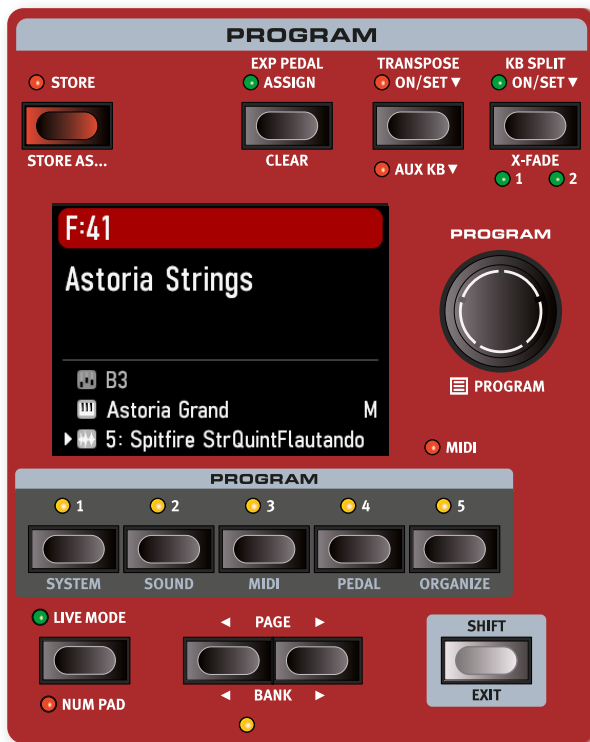 PROGRAM
STORE
STORE AS...
EXP PEDAL
ASSIGN
CLEAR
TRANSPOSE
ON/SET ▼
AUX KB ▼
KB SPLIT
ON/SET ▼
X-FADE
1 2
F:41
Astoria Strings
B3
Astoria Grand M
5: Spitfire StrQuintFlautando
PROGRAM
PROGRAM
MIDI
PROGRAM
1 2 3 4 5
SYSTEM SOUND MIDI PEDAL ORGANIZE
LIVE MODE
NUM PAD
◄ PAGE ►
◄ BANK ►
SHIFT
EXIT